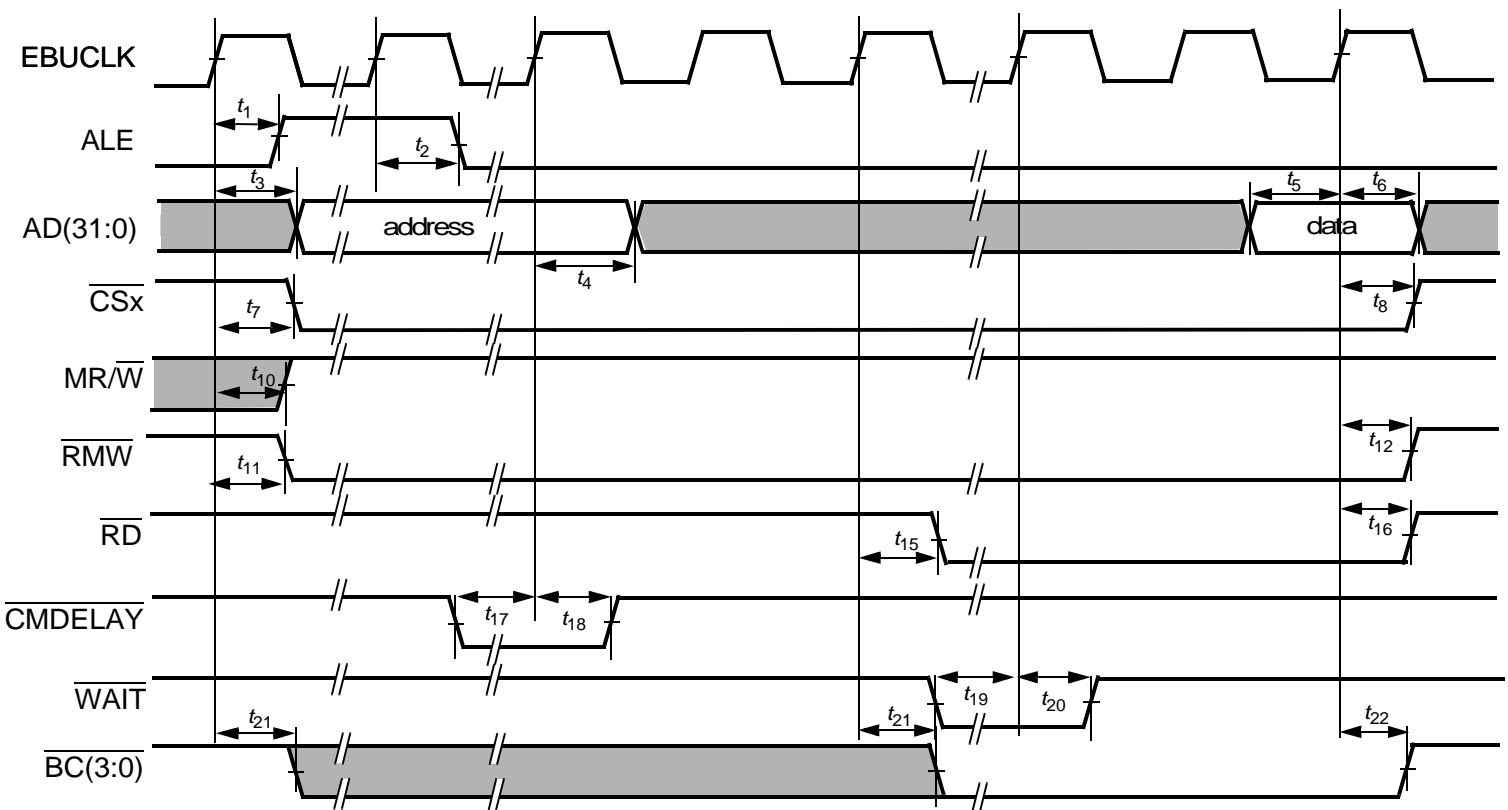 EBUCLK
t1
ALE
t2
t3
t5
t6
AD(31:0)
address
data
t4
CSx
t7
t8
MR/W
t10
RMW
t11
t12
RD
t15
t16
CMDELAY
t17
t18
WAIT
t19
t20
t21
t21
t22
BC(3:0)